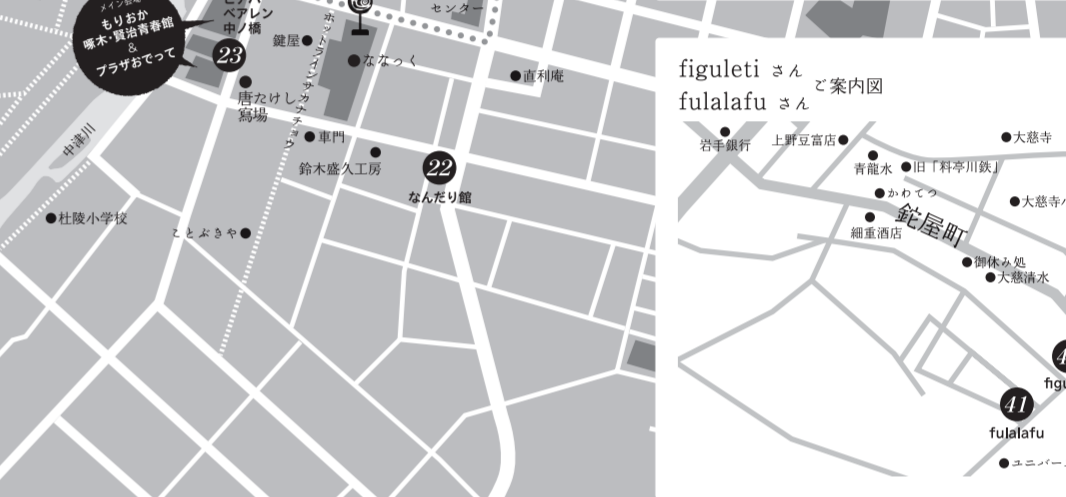 メイン会場
もりおか
啄木・賢治青春館
&
プラザおでって
ベアレン
中ノ橋
23
鍵屋
ななっく
センター
直利庵
唐たけし
寫場
ホットラインサカナチョウ
車門
鈴木盛久工房
22
なんだり館
中津川
杜陵小学校
ことぶきや
figuleti さん
fulalafu さん
ご案内図
岩手銀行
上野豆富店
大慈寺
青龍水
旧「料亭川鉄」
かわてつ
大慈寺
細重酒店
鉈屋町
御休み処
大慈清水
41
fulalafu